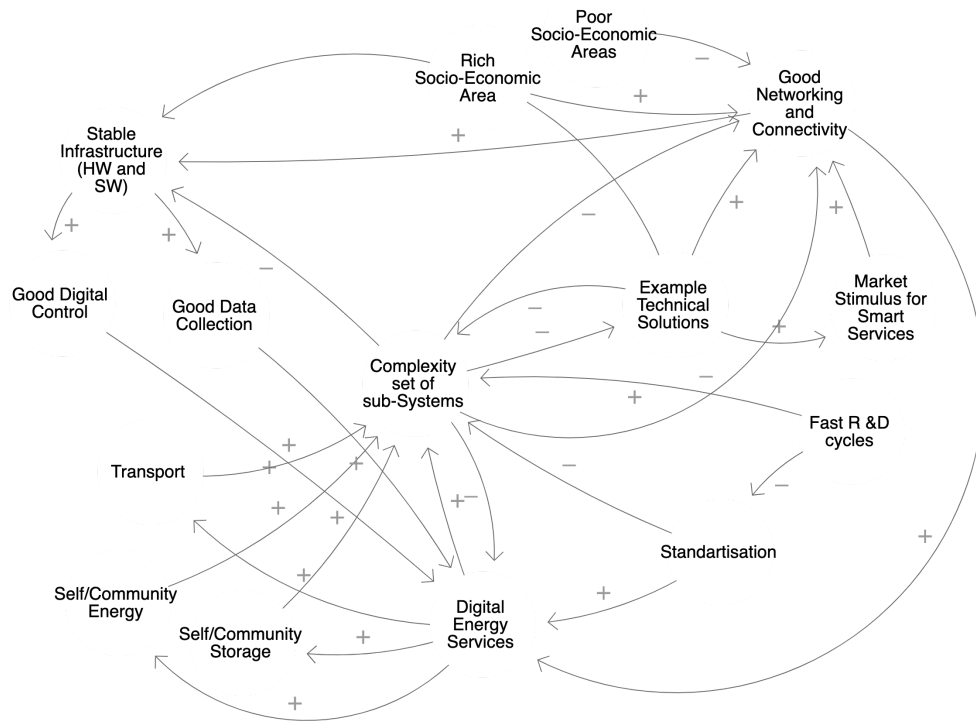 Poor
Socio-Economic
Areas
Rich
Socio-Economic
Area
Good
Networking
and
Connectivity
Stable
Infrastructure
(HW and
SW)
Good Digital
Control
Good Data
Collection
Example
Technical
Solutions
Market
Stimulus for
Smart
Services
Complexity
set of
sub-Systems
Fast R &D
cycles
Transport
Standartisation
Self/Community
Energy
Self/Community
Storage
Digital
Energy
Services